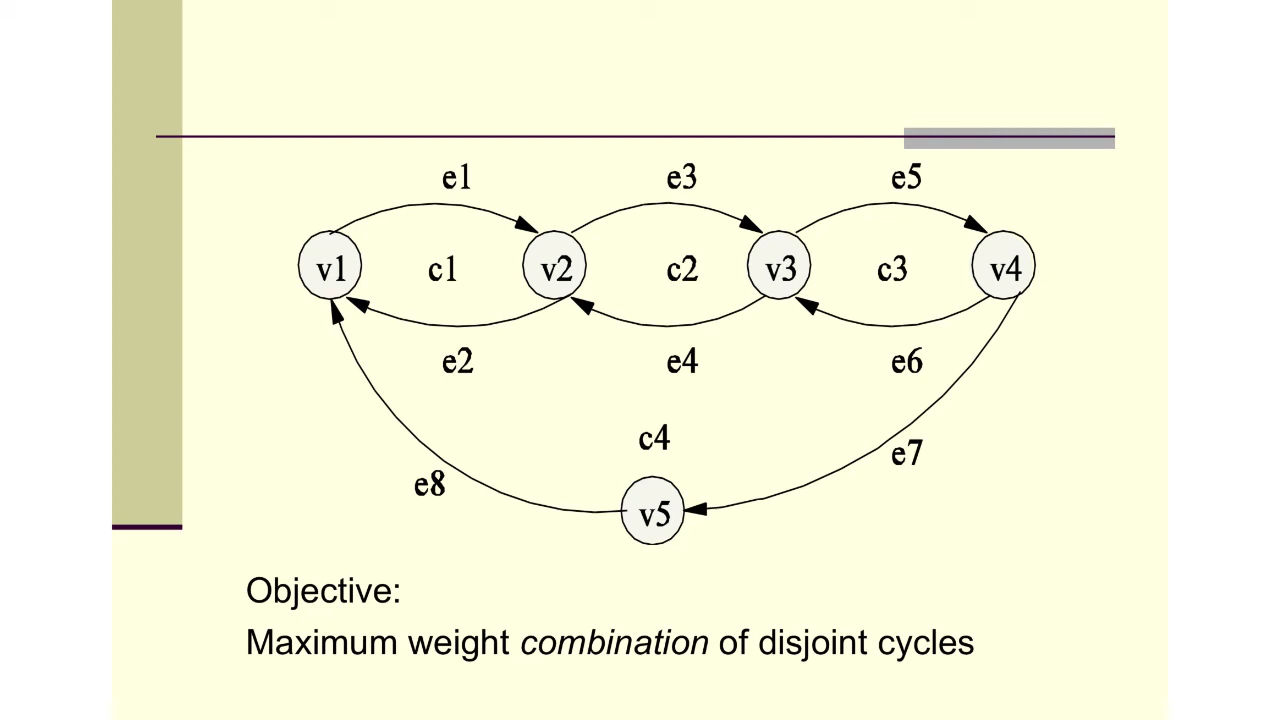 e1 e3 e5
v1 c1 v2 c2 v3 c3 v4
e2 e4 e6
c4
e7
e8
v5
Objective:
Maximum weight combination of disjoint cycles